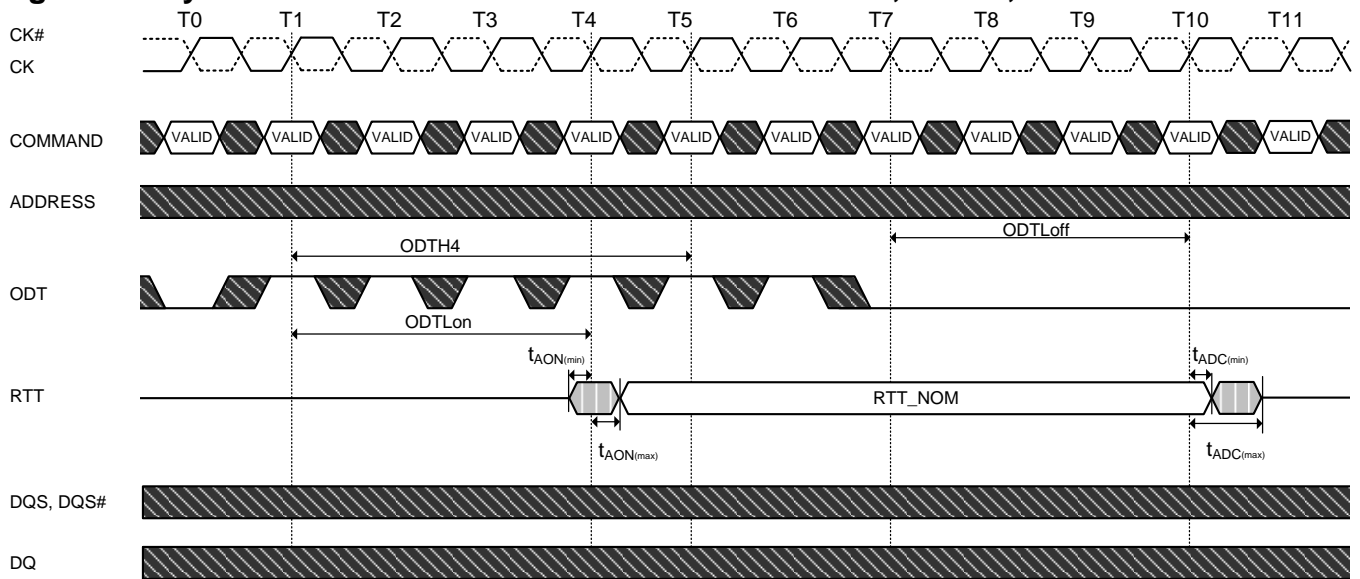 T0 T1 T2 T3 T4 T5 T6 T7 T8 T9 T10 T11
CK#
CK
COMMAND VALID VALID VALID VALID VALID VALID VALID VALID VALID VALID VALID VALID
ADDRESS
ODTLoff
ODTH4
ODT
ODTLon
tAON(min) tADC(min)
RTT RTT_NOM
tAON(max) tADC(max)
DQS, DQS#
DQ